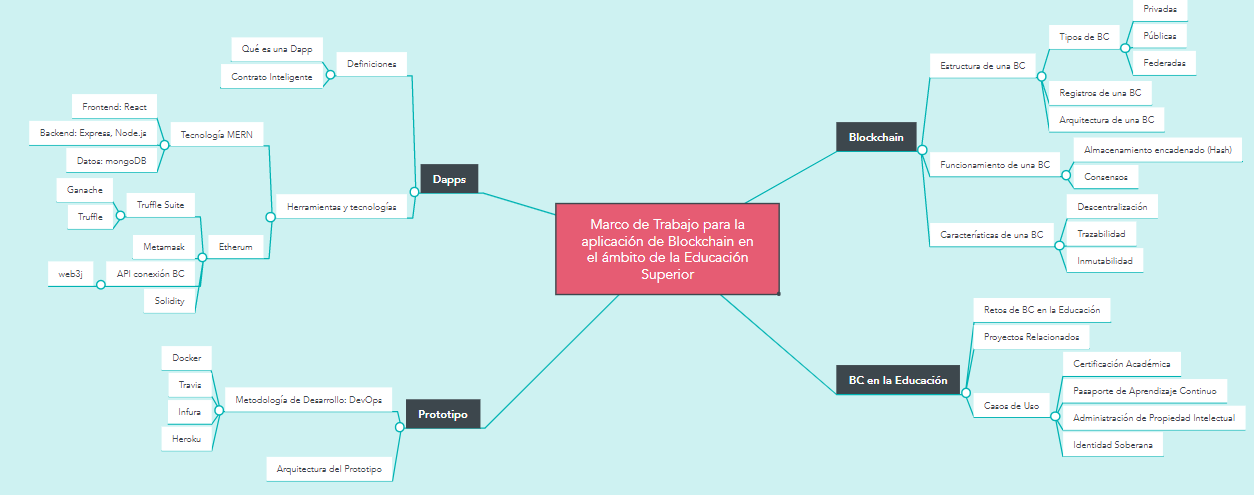 Marco de Trabajo para la
aplicación de Blockchain en
el ámbito de la Educación
Superior
Dapps
Definiciones
Qué es una Dapp
Contrato Inteligente
Herramientas y tecnologías
Tecnología MERN
Frontend: React
Backend: Express, Node.js
Datos: mongoDB
Etherum
Truffle Suite
Ganache
Truffle
Metamask
API conexión BC
web3j
Solidity
Prototipo
Metodología de Desarrollo: DevOps
Docker
Travis
Infura
Heroku
Arquitectura del Prototipo
Blockchain
Estructura de una BC
Tipos de BC
Privadas
Públicas
Federadas
Registros de una BC
Arquitectura de una BC
Funcionamiento de una BC
Almacenamiento encadenado (Hash)
Consensos
Características de una BC
Descentralización
Trazabilidad
Inmutabilidad
BC en la Educación
Retos de BC en la Educación
Proyectos Relacionados
Casos de Uso
Certificación Académica
Pasaporte de Aprendizaje Continuo
Administración de Propiedad Intelectual
Identidad Soberana